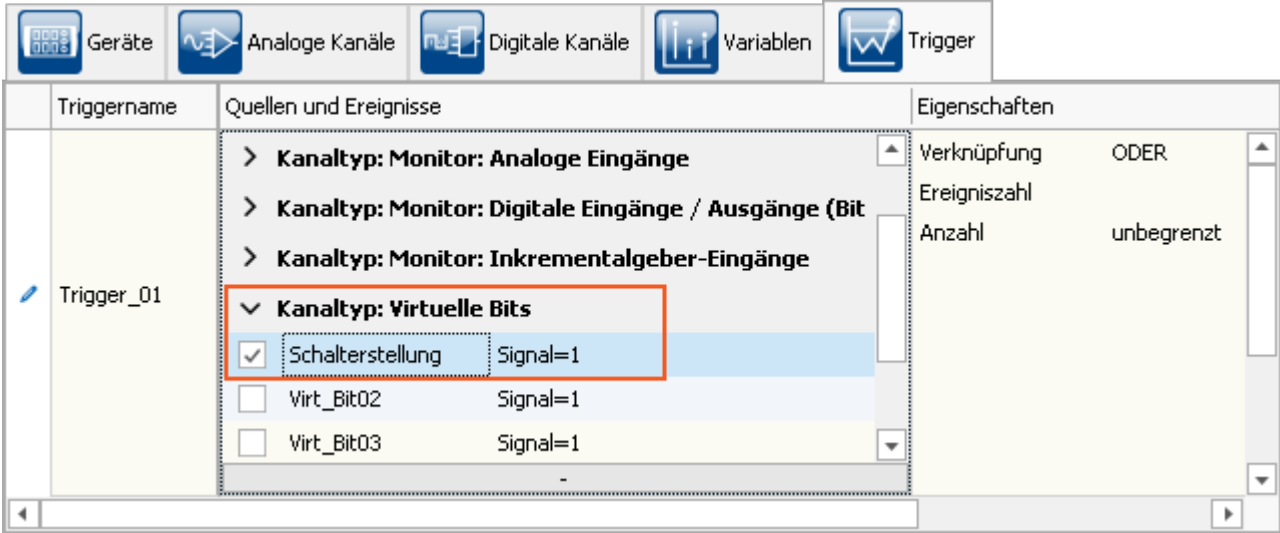 Geräte Analoge Kanäle Digitale Kanäle Variablen Trigger
Triggername Quellen und Ereignisse Eigenschaften
Trigger_01
Kanaltyp: Monitor: Analoge Eingänge
Kanaltyp: Monitor: Digitale Eingänge / Ausgänge (Bit
Kanaltyp: Monitor: Inkrementalgeber-Eingänge
Kanaltyp: Virtuelle Bits
Schalterstellung Signal=1
Virt_Bit02 Signal=1
Virt_Bit03 Signal=1
-
Verknüpfung ODER
Ereigniszahl
Anzahl unbegrenzt